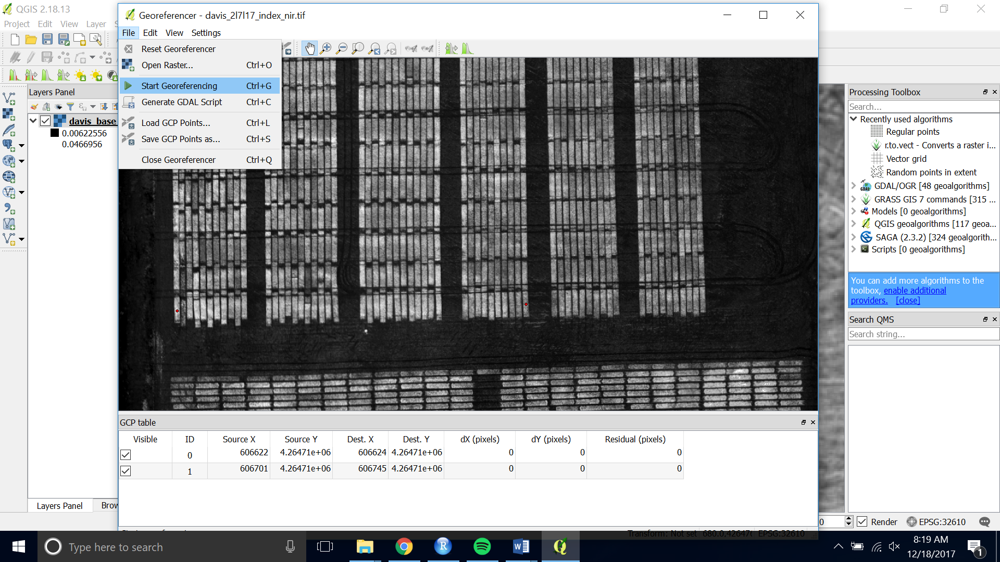 QGIS 2.18.13
Project Edit View Layer
Georeferencer - davis_2l7l17_index_nir.tif
File Edit View Settings
Reset Georeferencer
Open Raster... Ctrl+O
Start Georeferencing Ctrl+G
Generate GDAL Script Ctrl+C
Load GCP Points... Ctrl+L
Save GCP Points as... Ctrl+S
Close Georeferencer Ctrl+Q
Layers Panel
davis_base
0.00622556
0.0466956
Layers Panel
Brow
GCP table
Visible ID Source X Source Y Dest. X Dest. Y dX (pixels) dY (pixels) Residual (pixels)
0 606622 4.26471e+06 606624 4.26471e+06 0 0 0
1 606701 4.26471e+06 606745 4.26471e+06 0 0 0
Transform: Not set 680.0,42647 EPSG:32610
Processing Toolbox
Search...
Recently used algorithms
Regular points
r.to.vect - Converts a raster i...
Vector grid
Random points in extent
GDAL/OGR [48 geoalgorithms]
GRASS GIS 7 commands [315 ...
Models [0 geoalgorithms]
QGIS geoalgorithms [117 geoa...
SAGA (2.3.2) [324 geoalgorith...
Scripts [0 geoalgorithms]
You can add more algorithms to the
toolbox, enable additional
providers. [close]
Search QMS
Search string...
0 Render EPSG:32610
Type here to search
8:19 AM
12/18/2017
1